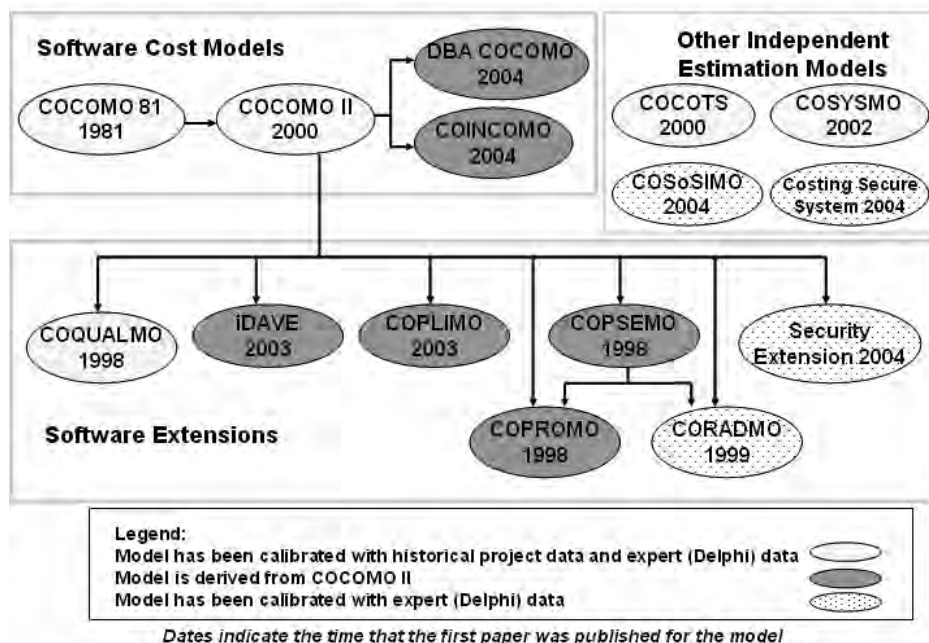 Software Cost Models
COCOMO 81
1981
COCOMO II
2000
DBA COCOMO
2004
COINCOMO
2004
Other Independent
Estimation Models
COCOTS
2000
COSYSMO
2002
COSoSIMO
2004
Costing Secure
System 2004
COQUALMO
1998
iDAVE
2003
COPLIMO
2003
COPSEMO
1998
Security
Extension 2004
Software Extensions
COPROMO
1998
CORADMO
1999
Legend:
Model has been calibrated with historical project data and expert (Delphi) data
Model is derived from COCOMO II
Model has been calibrated with expert (Delphi) data
Dates indicate the time that the first paper was published for the model